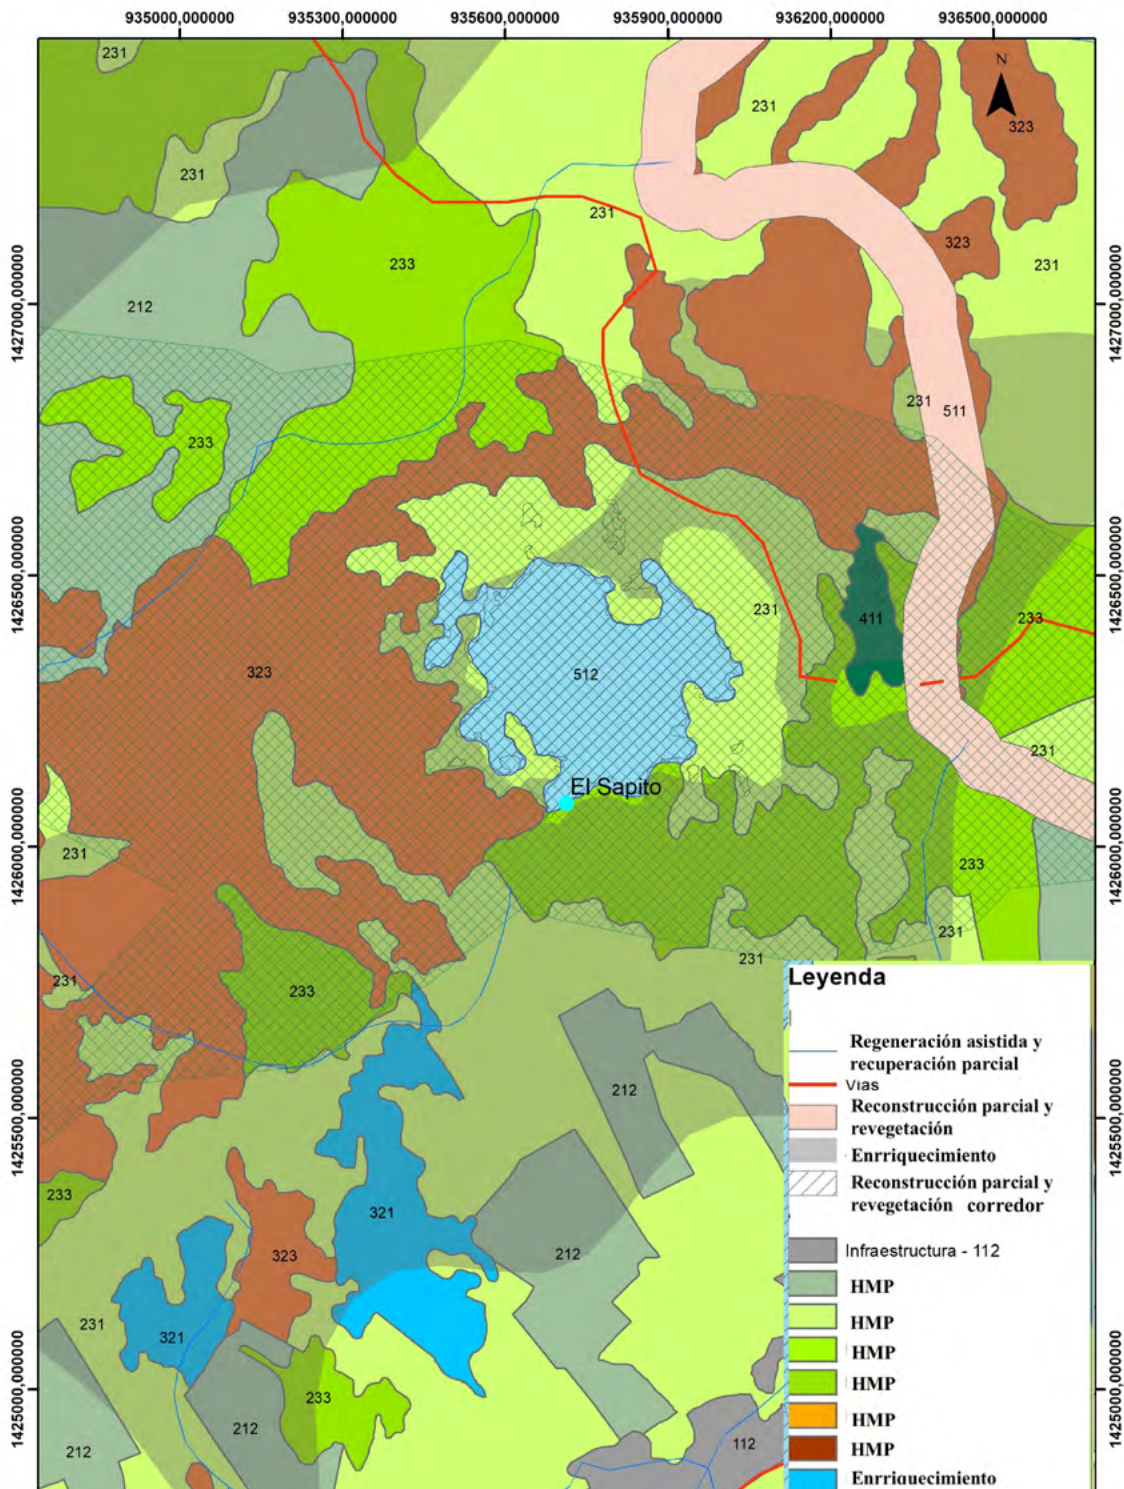 935000,000000 935300,000000 935600,000000 935900,000000 936200,000000 936500,000000
1427000,000000
1426500,000000
1426000,000000
1425500,000000
1425000,000000
1427000,000000
1426500,000000
1426000,000000
1425500,000000
1425000,000000
231
N
231
323
231
231
323
233
231
212
231
511
233
231
411
233
323
512
231
El Sapito
231
233
231
231
231
233
212
233
321
212
323
231
321
233
212
212
112
Leyenda
Regeneración asistida y
recuperación parcial
Vías
Reconstrucción parcial y
revegetación
Enrriquecimiento
Reconstrucción parcial y
revegetación corredor
Infraestructura - 112
HMP
HMP
HMP
HMP
HMP
HMP
Enrriquecimiento